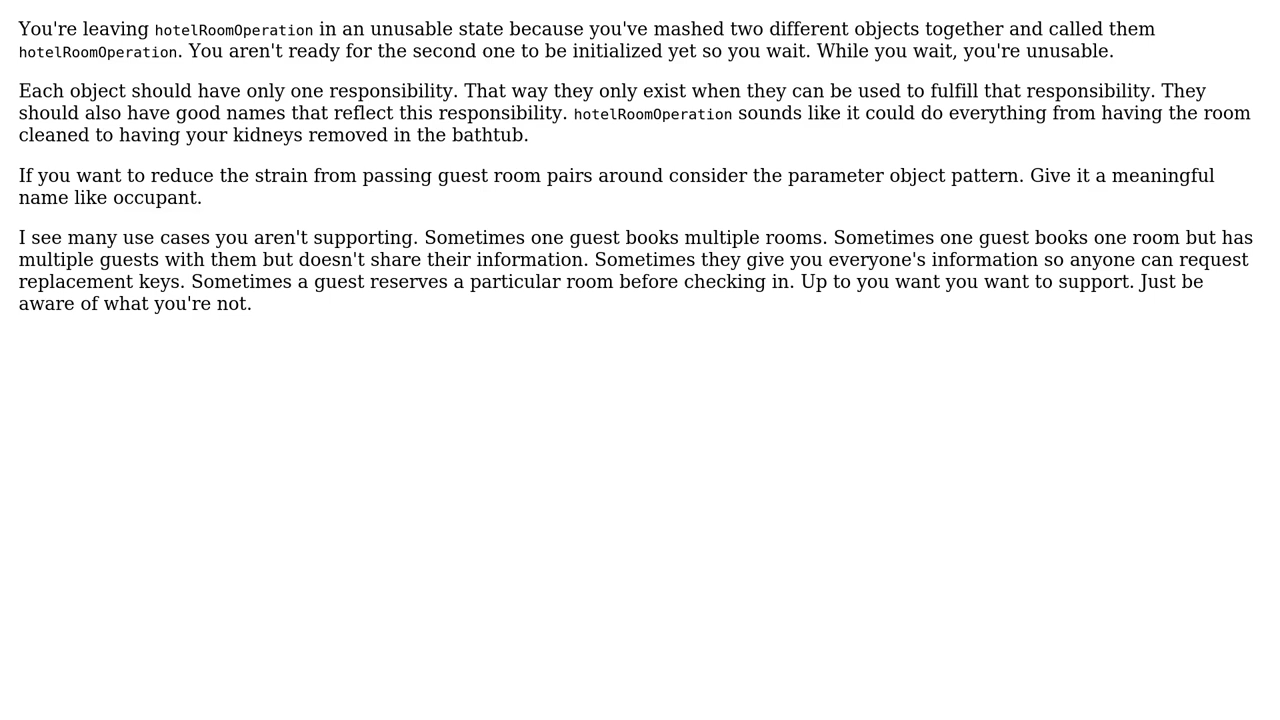 You're leaving hotelRoomOperation in an unusable state because you've mashed two different objects together and called them
hotelRoomOperation. You aren't ready for the second one to be initialized yet so you wait. While you wait, you're unusable.
Each object should have only one responsibility. That way they only exist when they can be used to fulfill that responsibility. They
should also have good names that reflect this responsibility. hotelRoomOperation sounds like it could do everything from having the room
cleaned to having your kidneys removed in the bathtub.
If you want to reduce the strain from passing guest room pairs around consider the parameter object pattern. Give it a meaningful
name like occupant.
I see many use cases you aren't supporting. Sometimes one guest books multiple rooms. Sometimes one guest books one room but has
multiple guests with them but doesn't share their information. Sometimes they give you everyone's information so anyone can request
replacement keys. Sometimes a guest reserves a particular room before checking in. Up to you want you want to support. Just be
aware of what you're not.